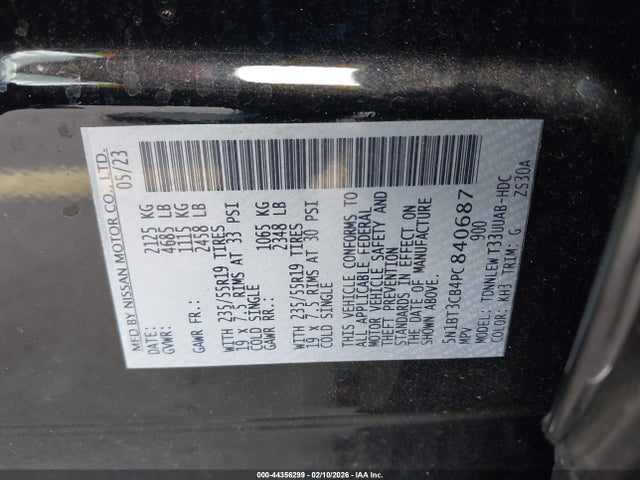 MFD BY NISSAN MOTOR CO., LTD.
DATE: 05/23
GVWR: 2125 KG
4685 LB
GAWR FR.: 1115 KG
2458 LB
WITH 235/55R19 TIRES
19 X 7.5 RIMS AT 33 PSI
COLD SINGLE
GAWR RR.: 1065 KG
2348 LB
WITH 235/55R19 TIRES
19 X 7.5 RIMS AT 30 PSI
COLD SINGLE
THIS VEHICLE CONFORMS TO
ALL APPLICABLE FEDERAL
MOTOR VEHICLE SAFETY AND
THEFT PREVENTION
STANDARDS IN EFFECT ON
THE DATE OF MANUFACTURE
SHOWN ABOVE.
5N1BT3CB4PC 840687
MPV 900
MODEL: TDNNLEW T33UUAB-HDC
COLOR: KH3 TRIM: G ZS30A
000-44356299 - 02/10/2026 - IAA Inc.